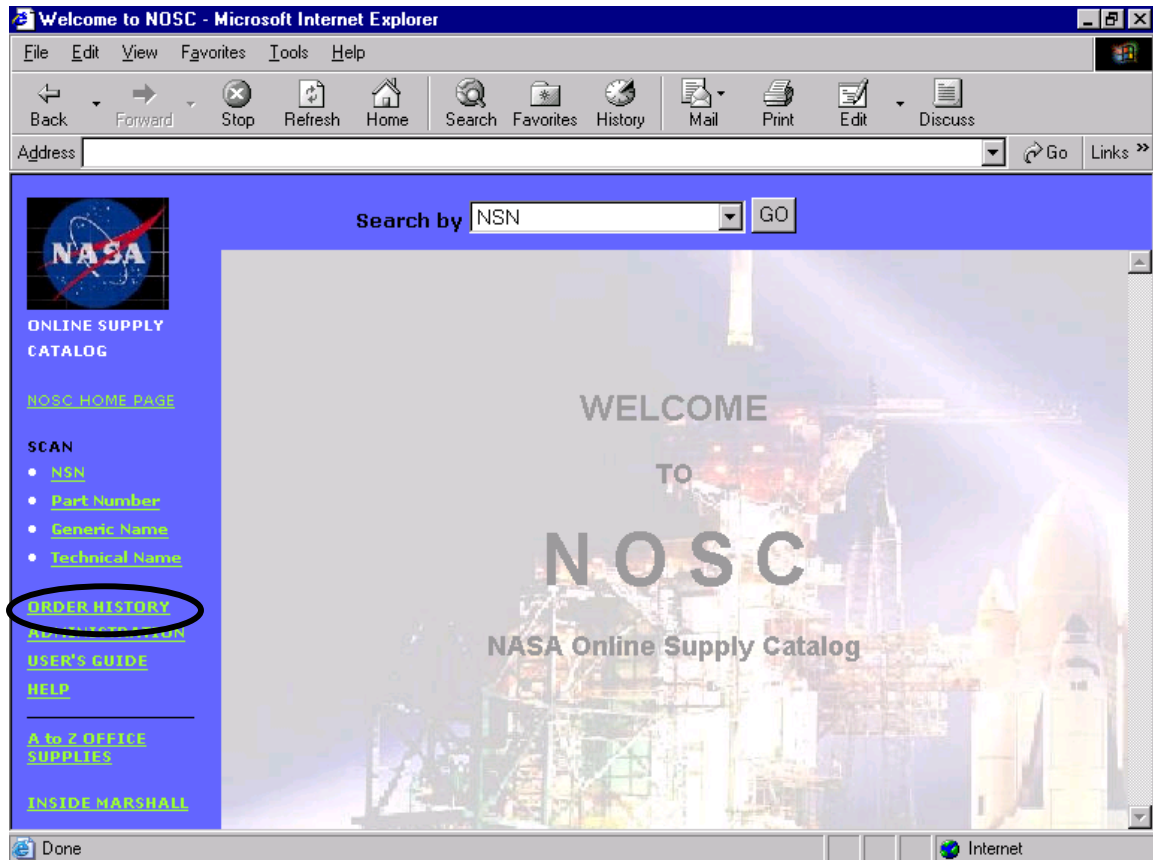 Welcome to NOSC - Microsoft Internet Explorer
File Edit View Favorites Tools Help
Back Forward Stop Refresh Home Search Favorites History Mail Print Edit Discuss
Address Go Links »
NASA
Search by NSN GO
ONLINE SUPPLY
CATALOG
NOSC HOME PAGE
SCAN
• NSN
• Part Number
• Generic Name
• Technical Name
ORDER HISTORY
ADMINISTRATION
USER'S GUIDE
HELP
A to Z OFFICE
SUPPLIES
INSIDE MARSHALL
WELCOME
TO
N O S C
NASA Online Supply Catalog
Done Internet